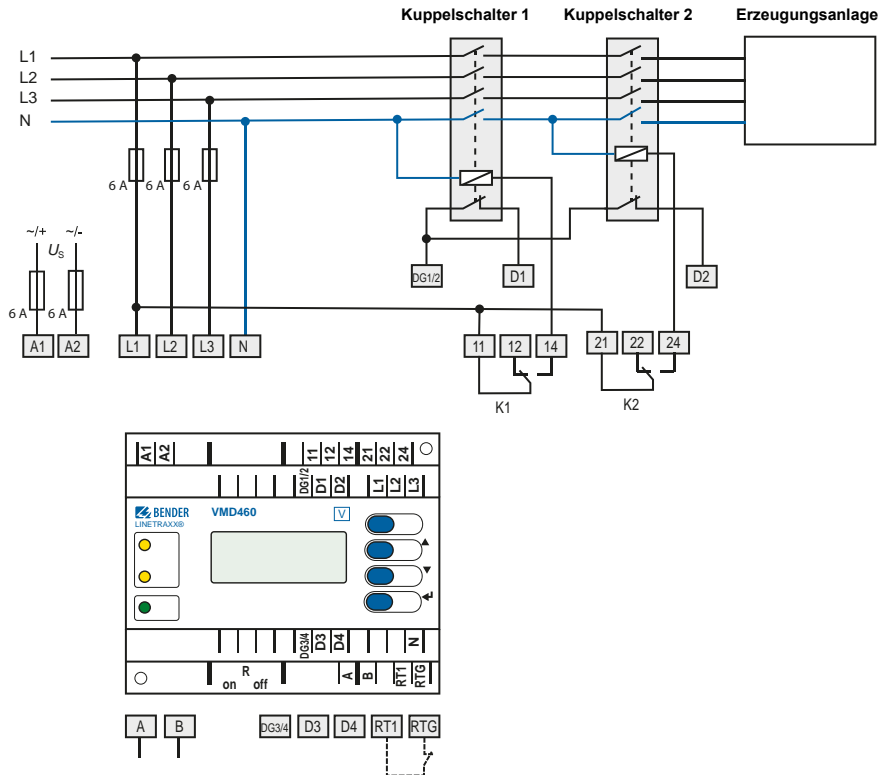 Kuppelschalter 1 Kuppelschalter 2 Erzeugungsanlage
L1
L2
L3
N
6 A 6 A 6 A
~/+ ~/-
US
6 A 6 A
DG1/2 D1 D2
A1 A2 L1 L2 L3 N 11 12 14 21 22 24
K1 K2
A1 A2 11 12 14 21 22 24
DG1/2 D1 D2 L1 L2 L3
BENDER VMD460 V
LINETRAXX®
DG3/4 D3 D4 N
R
on off A B RT1 RTG
A B DG3/4 D3 D4 RT1 RTG